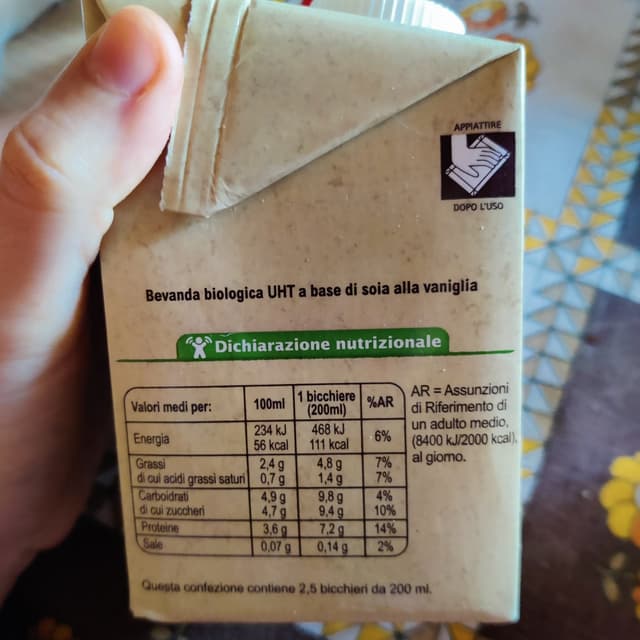 APPIATTIRE
DOPO L'USO
Bevanda biologica UHT a base di soia alla vaniglia
Dichiarazione nutrizionale
Valori medi per: 100ml 1 bicchiere (200ml) %AR
Energia 234 kJ 56 kcal 468 kJ 111 kcal 6%
Grassi 2,4 g 4,8 g 7%
di cui acidi grassi saturi 0,7 g 1,4 g 7%
Carboidrati 4,9 g 9,8 g 4%
di cui zuccheri 4,7 g 9,4 g 10%
Proteine 3,6 g 7,2 g 14%
Sale 0,07 g 0,14 g 2%
AR = Assunzioni
di Riferimento di
un adulto medio,
(8400 kJ/2000 kcal),
al giorno.
Questa confezione contiene 2,5 bicchieri da 200 ml.